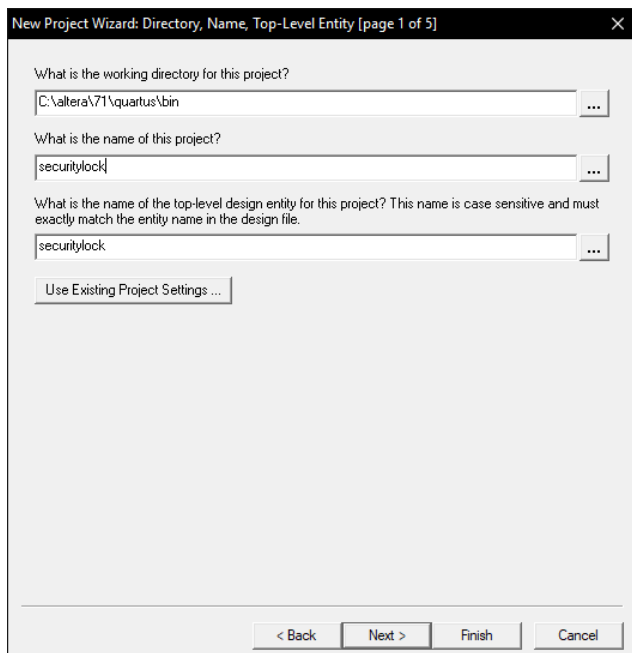 New Project Wizard: Directory, Name, Top-Level Entity [page 1 of 5]
What is the working directory for this project?
C:\altera\71\quartus\bin
...
What is the name of this project?
securitylock
...
What is the name of the top-level design entity for this project? This name is case sensitive and must
exactly match the entity name in the design file.
securitylock
...
Use Existing Project Settings ...
< Back
Next >
Finish
Cancel